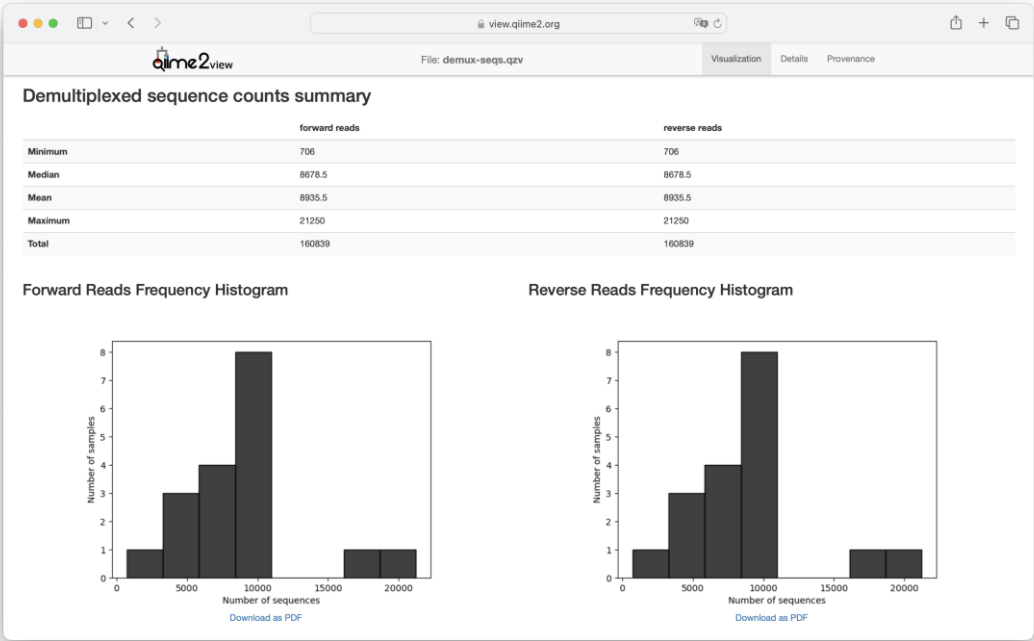 view.qiime2.org
qiime2view
File: demux-seqs.qzv
Visualization Details Provenance
Demultiplexed sequence counts summary
forward reads reverse reads
Minimum 706 706
Median 8678.5 8678.5
Mean 8935.5 8935.5
Maximum 21250 21250
Total 160839 160839
Forward Reads Frequency Histogram
Number of samples
8
7
6
5
4
3
2
1
0
0 5000 10000 15000 20000
Number of sequences
Download as PDF
Reverse Reads Frequency Histogram
Number of samples
8
7
6
5
4
3
2
1
0
0 5000 10000 15000 20000
Number of sequences
Download as PDF